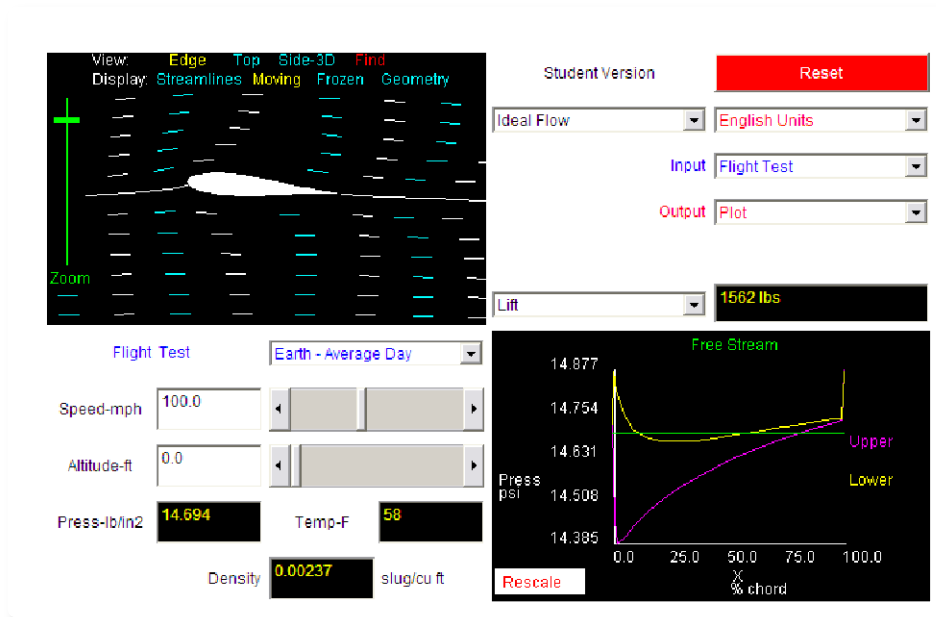 View: Edge Top Side-3D Find
Display: Streamlines Moving Frozen Geometry
Zoom
Student Version
Reset
Ideal Flow
English Units
Input
Flight Test
Output
Plot
Lift
1562 lbs
Flight Test
Earth - Average Day
Speed-mph
100.0
Altitude-ft
0.0
Press-lb/in2
14.694
Temp-F
58
Density
0.00237
slug/cu ft
Free Stream
14.877
14.754
14.631
14.508
14.385
Press
psi
Upper
Lower
0.0 25.0 50.0 75.0 100.0
X
% chord
Rescale